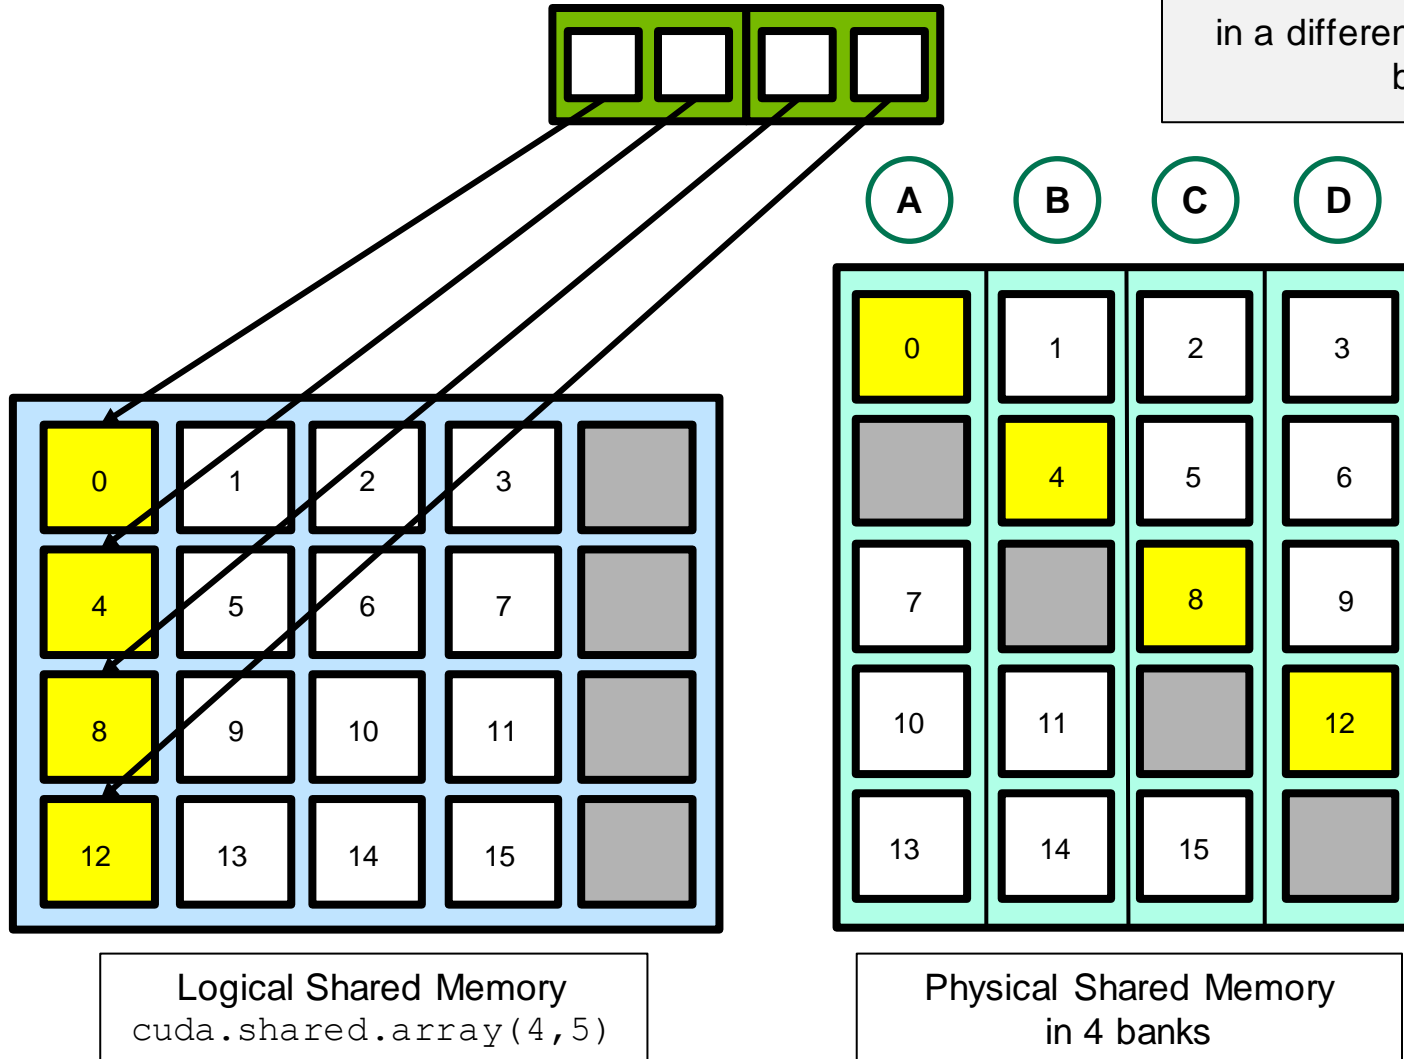 in a differen
b
A B C D
0 1 2 3
4 5 6 7
8 9 10 11
12 13 14 15
0 1 2 3
4 5 6
7 8 9
10 11 12
13 14 15
Logical Shared Memory
cuda.shared.array(4,5)
Physical Shared Memory
in 4 banks